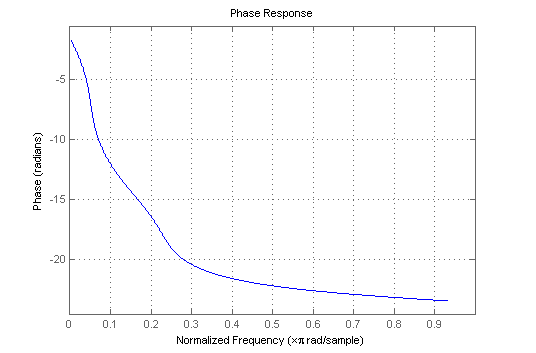 Phase Response
Phase (radians)
-5
-10
-15
-20
0 0.1 0.2 0.3 0.4 0.5 0.6 0.7 0.8 0.9
Normalized Frequency (×π rad/sample)